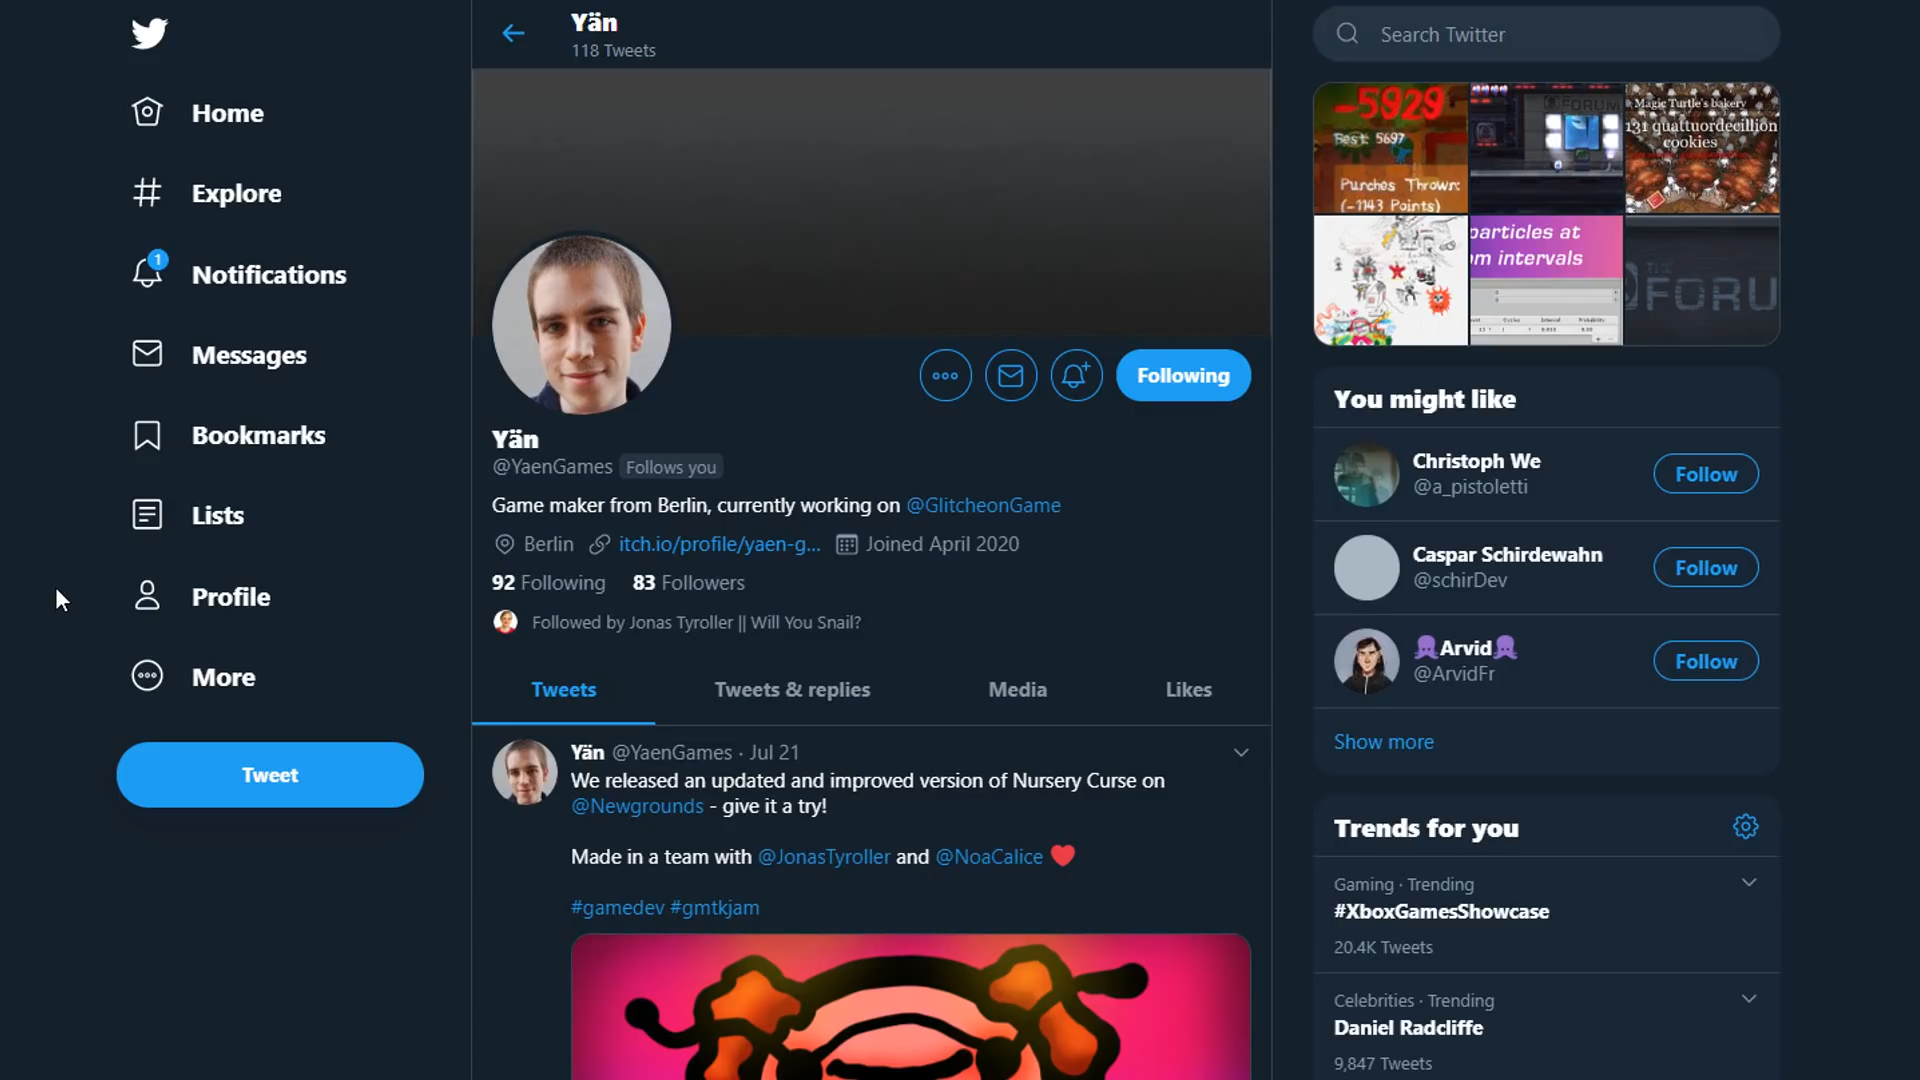 Home
Explore
1
Notifications
Messages
Bookmarks
Lists
Profile
More
Tweet
Yän
118 Tweets
Following
Yän
@YaenGames Follows you
Game maker from Berlin, currently working on @GlitcheonGame
Berlin itch.io/profile/yaen-g... Joined April 2020
92 Following 83 Followers
Followed by Jonas Tyroller || Will You Snail?
Tweets Tweets & replies Media Likes
Yän @YaenGames · Jul 21
We released an updated and improved version of Nursery Curse on
@Newgrounds - give it a try!
Made in a team with @JonasTyroller and @NoaCalice
#gamedev #gmtkjam
Search Twitter
-5929
Best: 5697
Punches Thrown:
(-1143 Points)
FORUM
Magic Turtle's bakery
131 quattuordecillion
cookies
particles at
om intervals
Cycles Interval Probability
THE
FORU
You might like
Christoph We
@a_pistoletti
Follow
Caspar Schirdewahn
@schirDev
Follow
Arvid
@ArvidFr
Follow
Show more
Trends for you
Gaming · Trending
#XboxGamesShowcase
20.4K Tweets
Celebrities · Trending
Daniel Radcliffe
9,847 Tweets